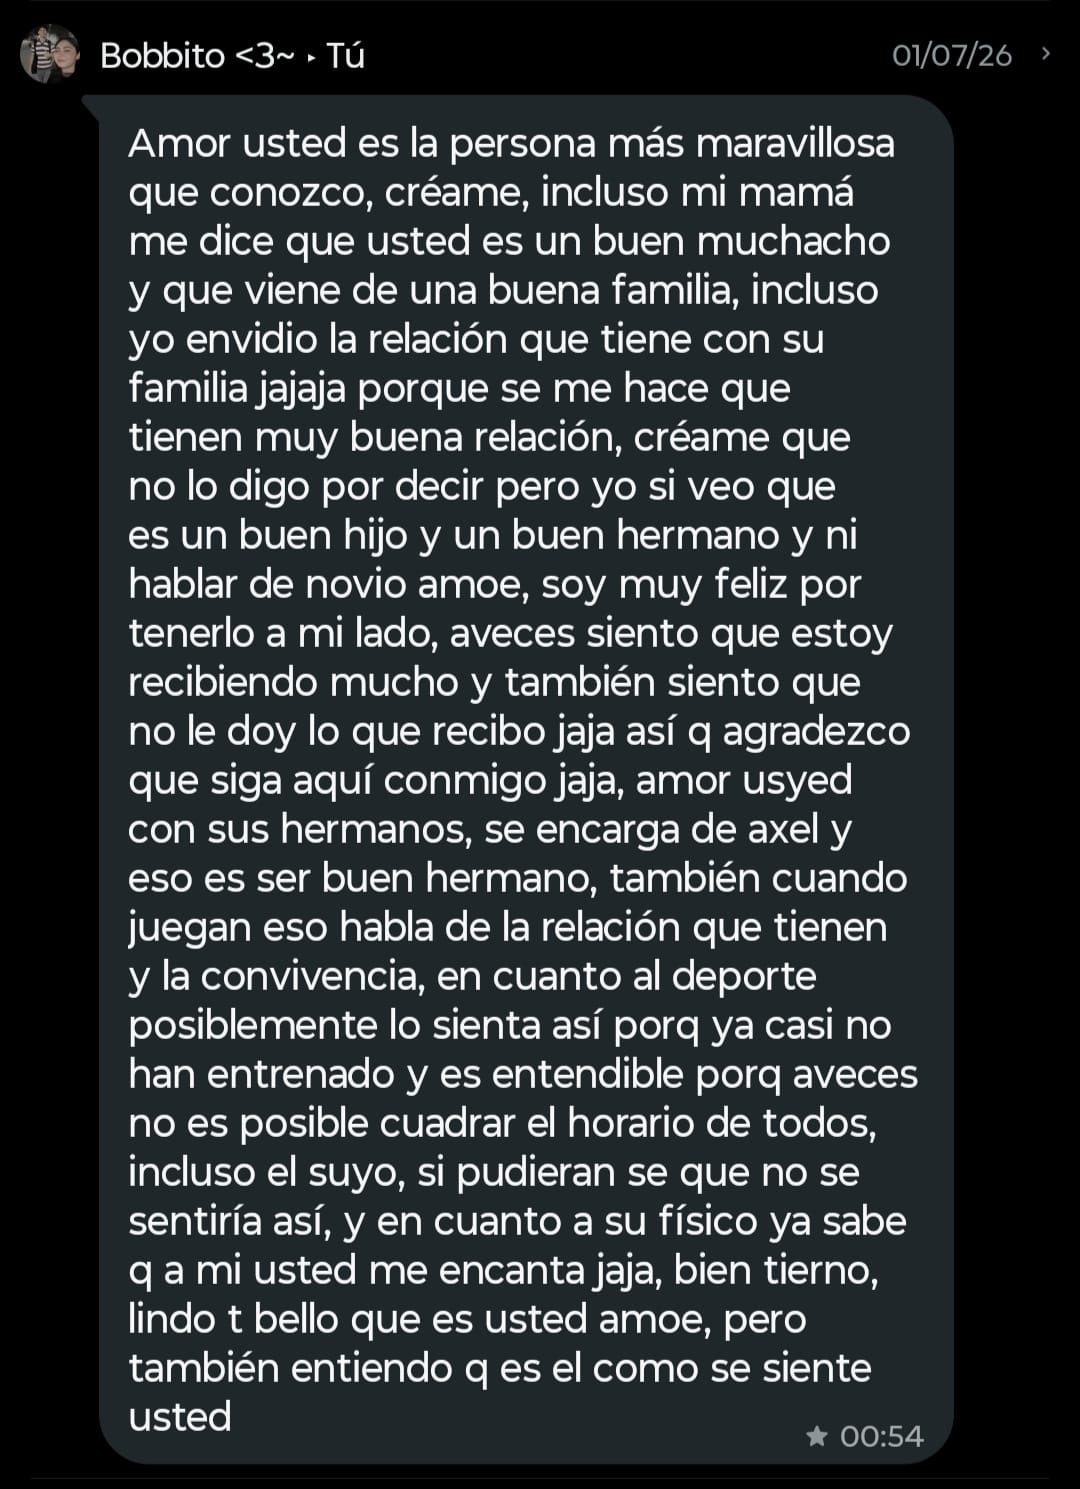 Bobbito <3~ ▸ Tú
01/07/26 >
Amor usted es la persona más maravillosa
que conozco, créame, incluso mi mamá
me dice que usted es un buen muchacho
y que viene de una buena familia, incluso
yo envidio la relación que tiene con su
familia jajaja porque se me hace que
tienen muy buena relación, créame que
no lo digo por decir pero yo si veo que
es un buen hijo y un buen hermano y ni
hablar de novio amoe, soy muy feliz por
tenerlo a mi lado, aveces siento que estoy
recibiendo mucho y también siento que
no le doy lo que recibo jaja así q agradezco
que siga aquí conmigo jaja, amor usyed
con sus hermanos, se encarga de axel y
eso es ser buen hermano, también cuando
juegan eso habla de la relación que tienen
y la convivencia, en cuanto al deporte
posiblemente lo sienta así porq ya casi no
han entrenado y es entendible porq aveces
no es posible cuadrar el horario de todos,
incluso el suyo, si pudieran se que no se
sentiría así, y en cuanto a su físico ya sabe
q a mi usted me encanta jaja, bien tierno,
lindo t bello que es usted amoe, pero
también entiendo q es el como se siente
usted
★ 00:54